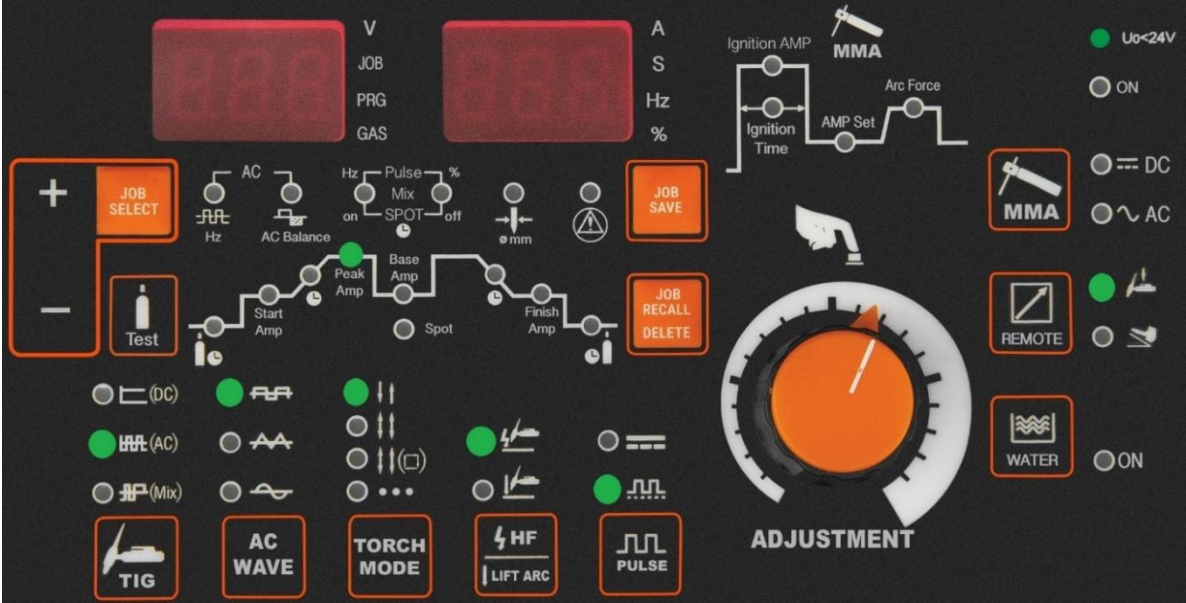 V
JOB
PRG
GAS
A
S
Hz
%
Ignition AMP
MMA
Ignition
Time
AMP Set
Arc Force
Uo<24V
ON
+
−
JOB
SELECT
AC
Hz
AC Balance
Hz Pulse %
Mix
on SPOT off
ømm
JOB
SAVE
MMA
DC
AC
Test
Start
Amp
Peak
Amp
Base
Amp
Spot
Finish
Amp
JOB
RECALL
DELETE
REMOTE
WATER
ON
(DC)
(AC)
(Mix)
TIG
AC
WAVE
TORCH
MODE
HF
LIFT ARC
PULSE
ADJUSTMENT